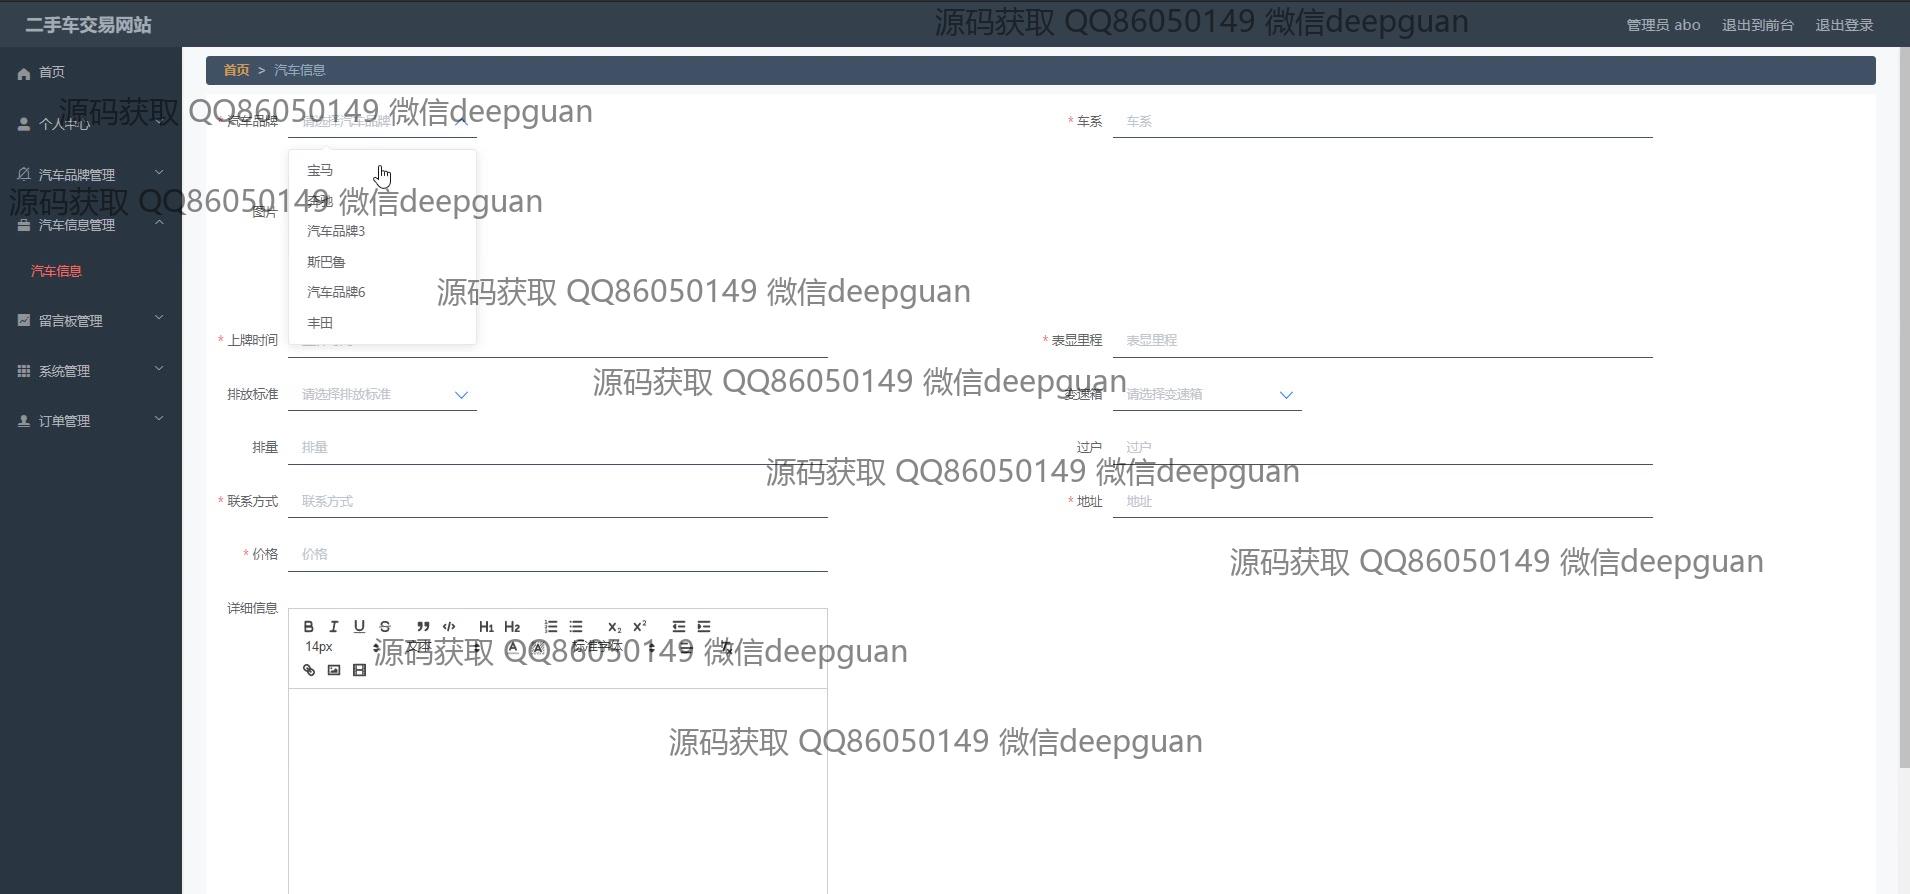 二手车交易网站
源码获取 QQ86050149 微信deepguan
管理员 abo 退出到前台 退出登录
首页
首页 > 汽车信息
源码获取 QQ86050149 微信deepguan
个人中心
* 汽车品牌 请选择汽车品牌
* 车系 车系
宝马
汽车品牌管理
奔驰
源码获取 QQ86050149 微信deepguan
图片
汽车信息管理
汽车品牌3
斯巴鲁
汽车信息
汽车品牌6
源码获取 QQ86050149 微信deepguan
丰田
留言板管理
* 上牌时间
* 表显里程 表显里程
系统管理
源码获取 QQ86050149 微信deepguan
排放标准 请选择排放标准
变速箱 请选择变速箱
订单管理
排量 排量
过户 过户
源码获取 QQ86050149 微信deepguan
* 联系方式 联系方式
* 地址 地址
* 价格 价格
源码获取 QQ86050149 微信deepguan
详细信息
B I U S H1 H2 X2 X2
14px 文本 A A 标准字体
源码获取 QQ86050149 微信deepguan
源码获取 QQ86050149 微信deepguan